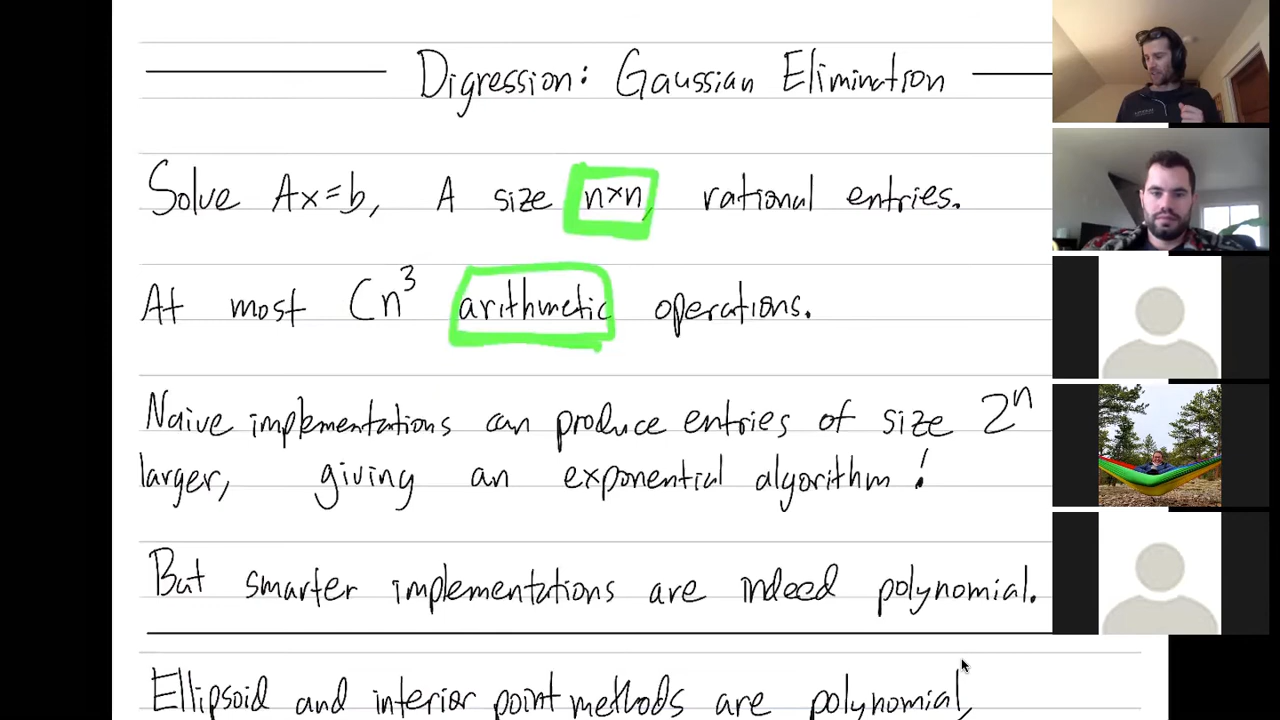 Digression: Gaussian Elimination
Solve Ax=b, A size n×n, rational entries.
At most Cn³ arithmetic operations.
Naive implementations can produce entries of size 2ⁿ
larger, giving an exponential algorithm!
But smarter implementations are indeed polynomial.
Ellipsoid and interior point methods are polynomial,